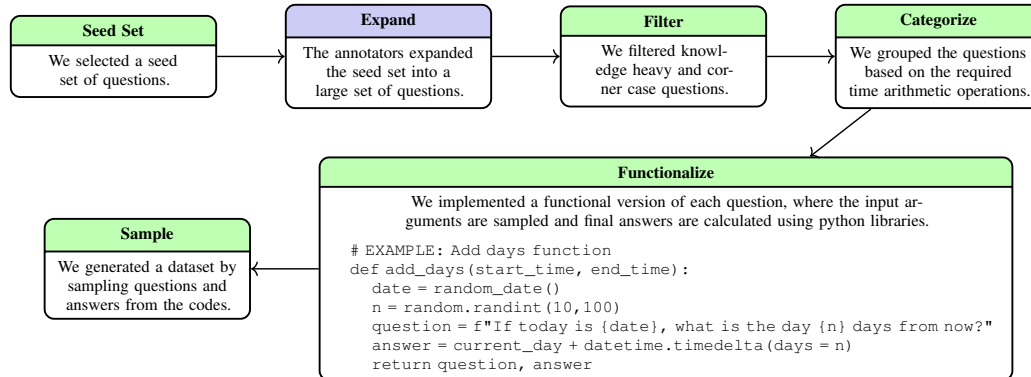 Seed Set
We selected a seed
set of questions.
Expand
The annotators expanded
the seed set into a
large set of questions.
Filter
We filtered knowl-
edge heavy and cor-
ner case questions.
Categorize
We grouped the questions
based on the required
time arithmetic operations.
Functionalize
We implemented a functional version of each question, where the input ar-
guments are sampled and final answers are calculated using python libraries.
# EXAMPLE: Add days function
def add_days(start_time, end_time):
date = random_date()
n = random.randint(10,100)
question = f"If today is {date}, what is the day {n} days from now?"
answer = current_day + datetime.timedelta(days = n)
return question, answer
Sample
We generated a dataset by
sampling questions and
answers from the codes.